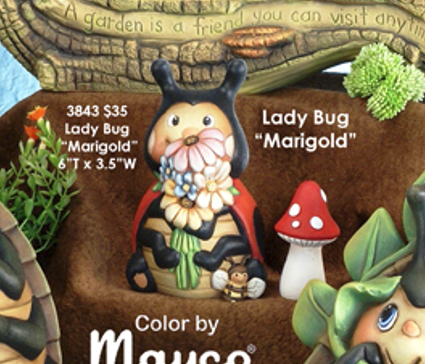 A garden is a friend you can visit anytim
3843 $35
Lady Bug
"Marigold"
6"T x 3.5"W
Lady Bug
"Marigold"
Color by
Mayco®